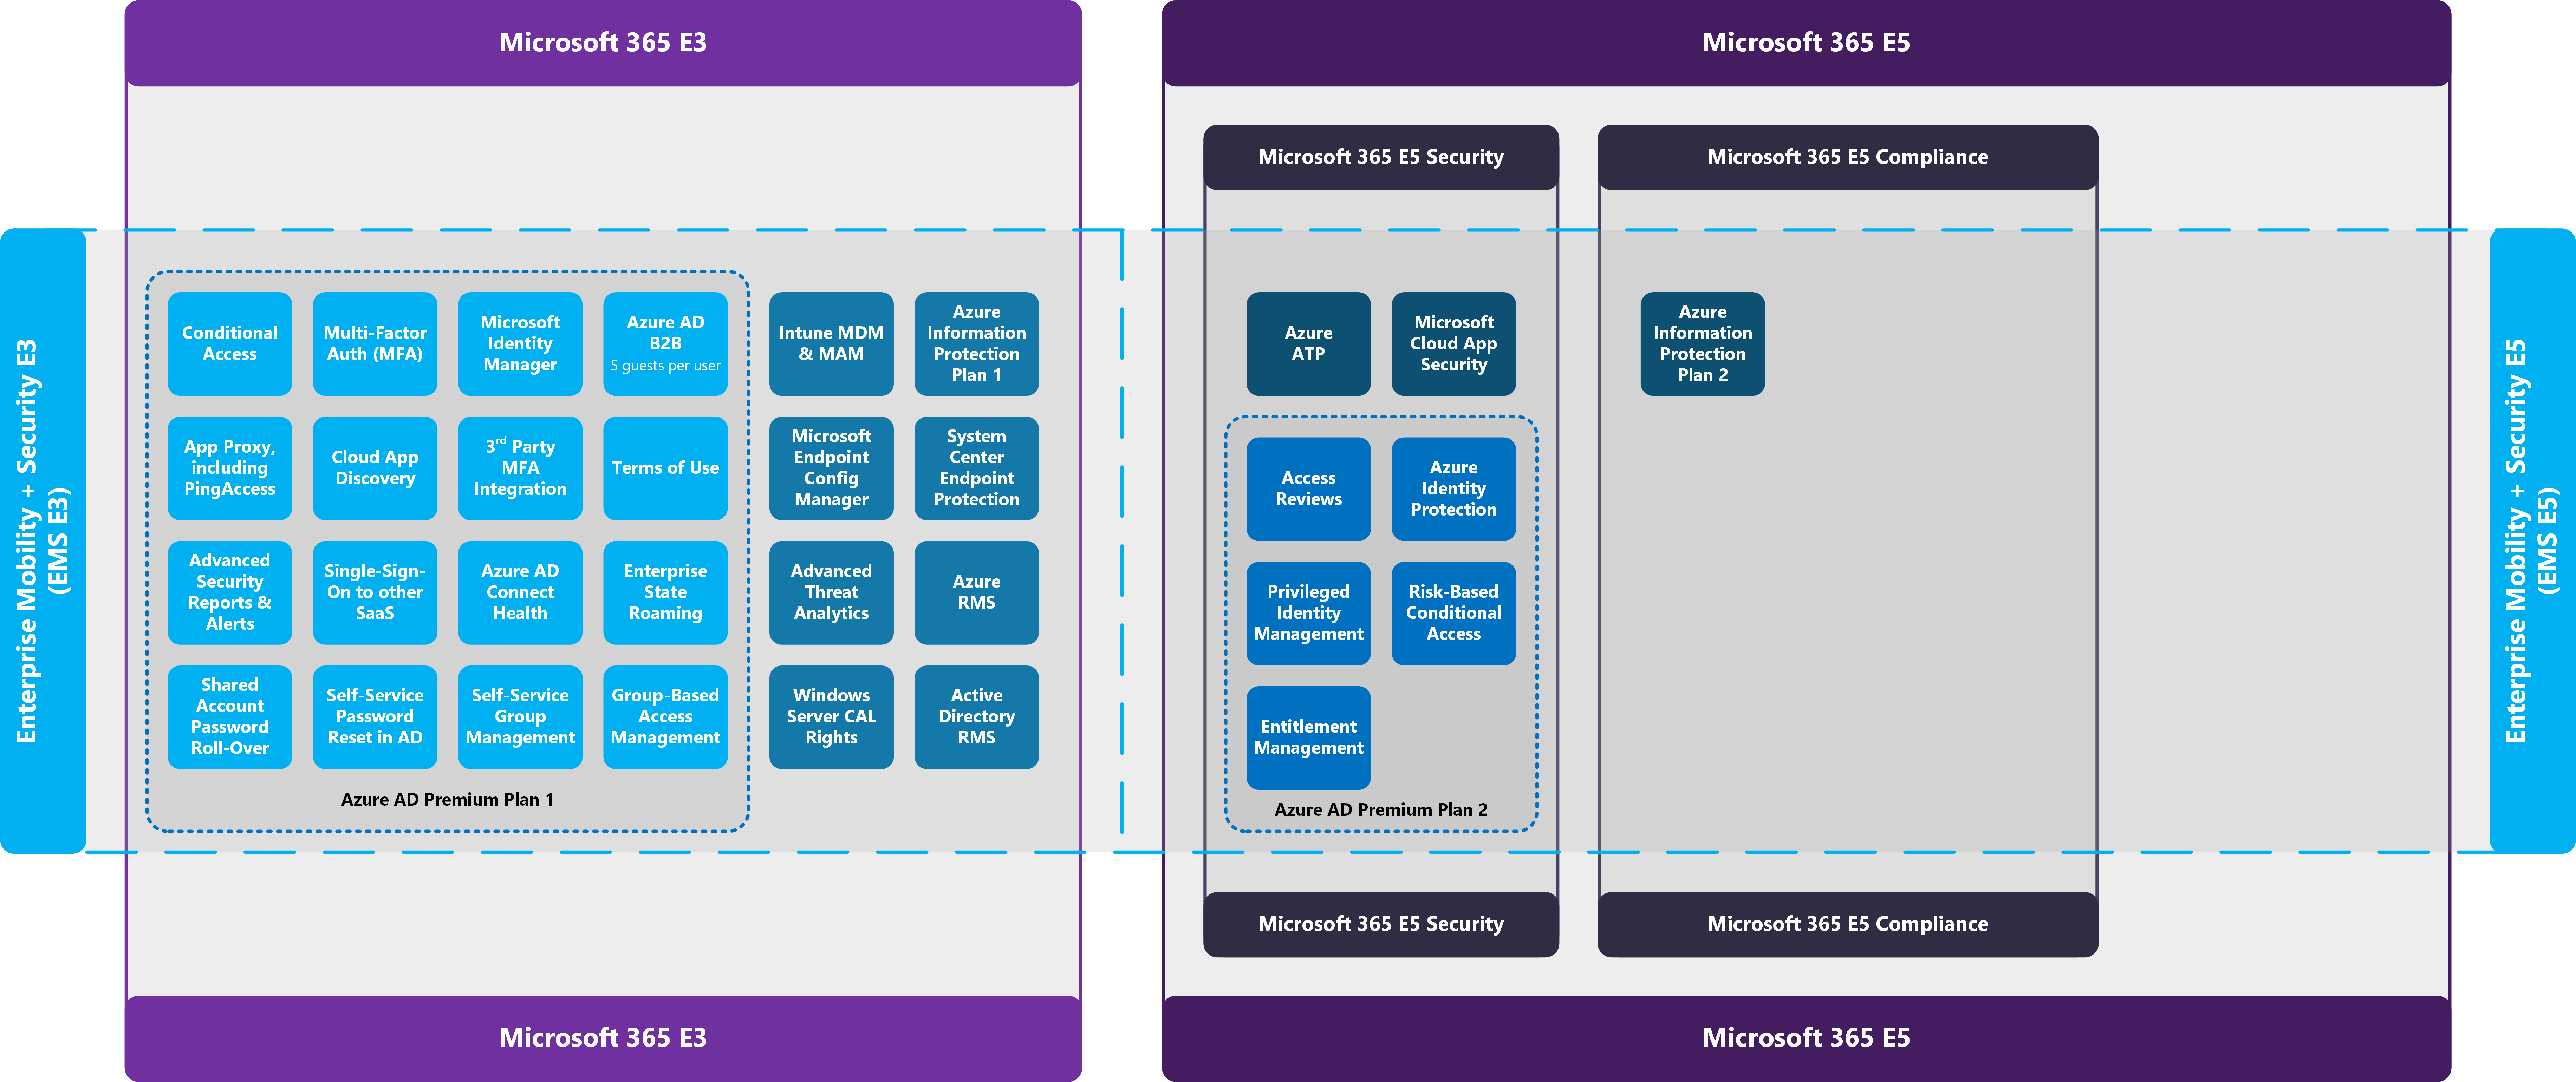 Microsoft 365 E3
Microsoft 365 E5
Microsoft 365 E5 Security
Microsoft 365 E5 Compliance
Enterprise Mobility + Security E3
(EMS E3)
Conditional
Access
Multi-Factor
Auth (MFA)
Microsoft
Identity
Manager
Azure AD
B2B
5 guests per user
Intune MDM
& MAM
Azure
Information
Protection
Plan 1
App Proxy,
including
PingAccess
Cloud App
Discovery
3rd Party
MFA
Integration
Terms of Use
Microsoft
Endpoint
Config
Manager
System
Center
Endpoint
Protection
Advanced
Security
Reports &
Alerts
Single-Sign-
On to other
SaaS
Azure AD
Connect
Health
Enterprise
State
Roaming
Advanced
Threat
Analytics
Azure
RMS
Shared
Account
Password
Roll-Over
Self-Service
Password
Reset in AD
Self-Service
Group
Management
Group-Based
Access
Management
Windows
Server CAL
Rights
Active
Directory
RMS
Azure AD Premium Plan 1
Azure
ATP
Microsoft
Cloud App
Security
Access
Reviews
Azure
Identity
Protection
Privileged
Identity
Management
Risk-Based
Conditional
Access
Entitlement
Management
Azure AD Premium Plan 2
Azure
Information
Protection
Plan 2
Enterprise Mobility + Security E5
(EMS E5)
Microsoft 365 E5 Security
Microsoft 365 E5 Compliance
Microsoft 365 E3
Microsoft 365 E5